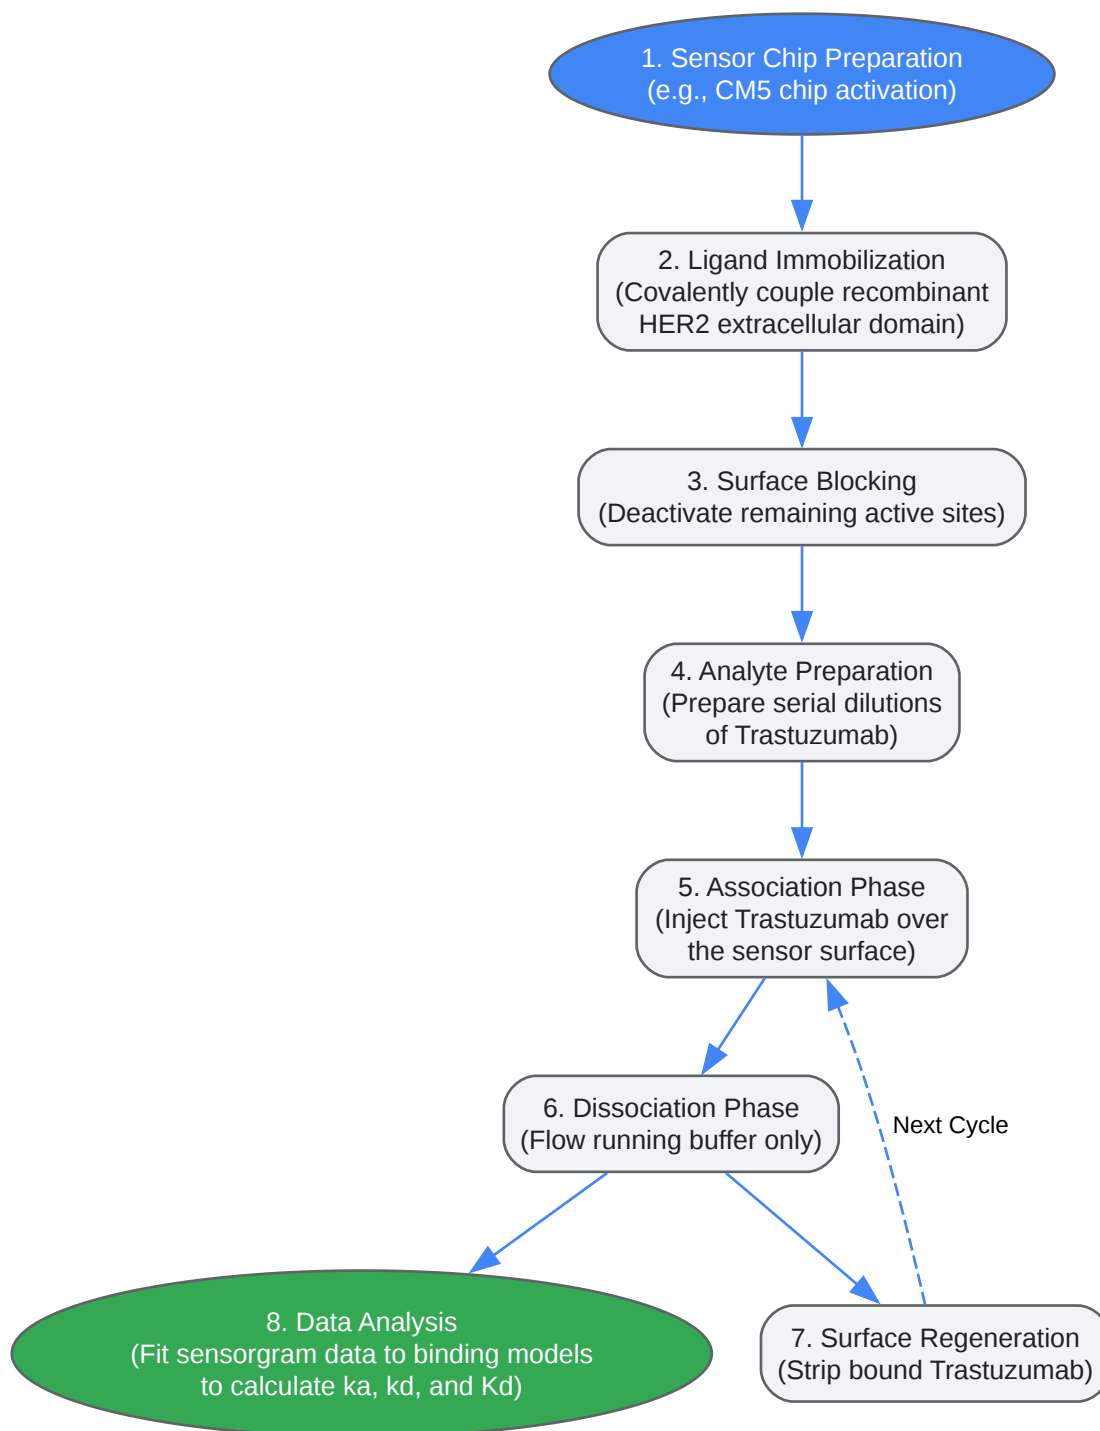 1. Sensor Chip Preparation
(e.g., CM5 chip activation)
2. Ligand Immobilization
(Covalently couple recombinant
HER2 extracellular domain)
3. Surface Blocking
(Deactivate remaining active sites)
4. Analyte Preparation
(Prepare serial dilutions
of Trastuzumab)
5. Association Phase
(Inject Trastuzumab over
the sensor surface)
6. Dissociation Phase
(Flow running buffer only)
Next Cycle
7. Surface Regeneration
(Strip bound Trastuzumab)
8. Data Analysis
(Fit sensorgram data to binding models
to calculate ka, kd, and Kd)